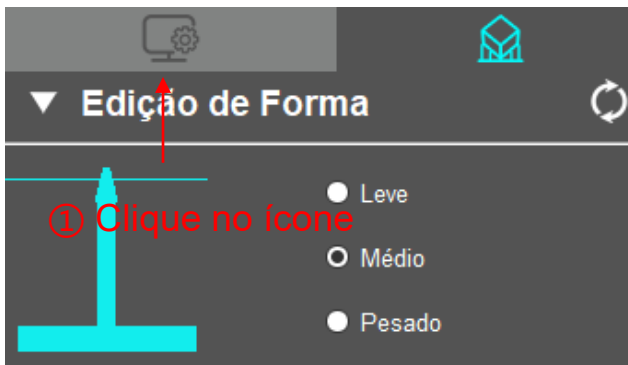 Edição de Forma
Leve
① Clique no ícone
Médio
Pesado